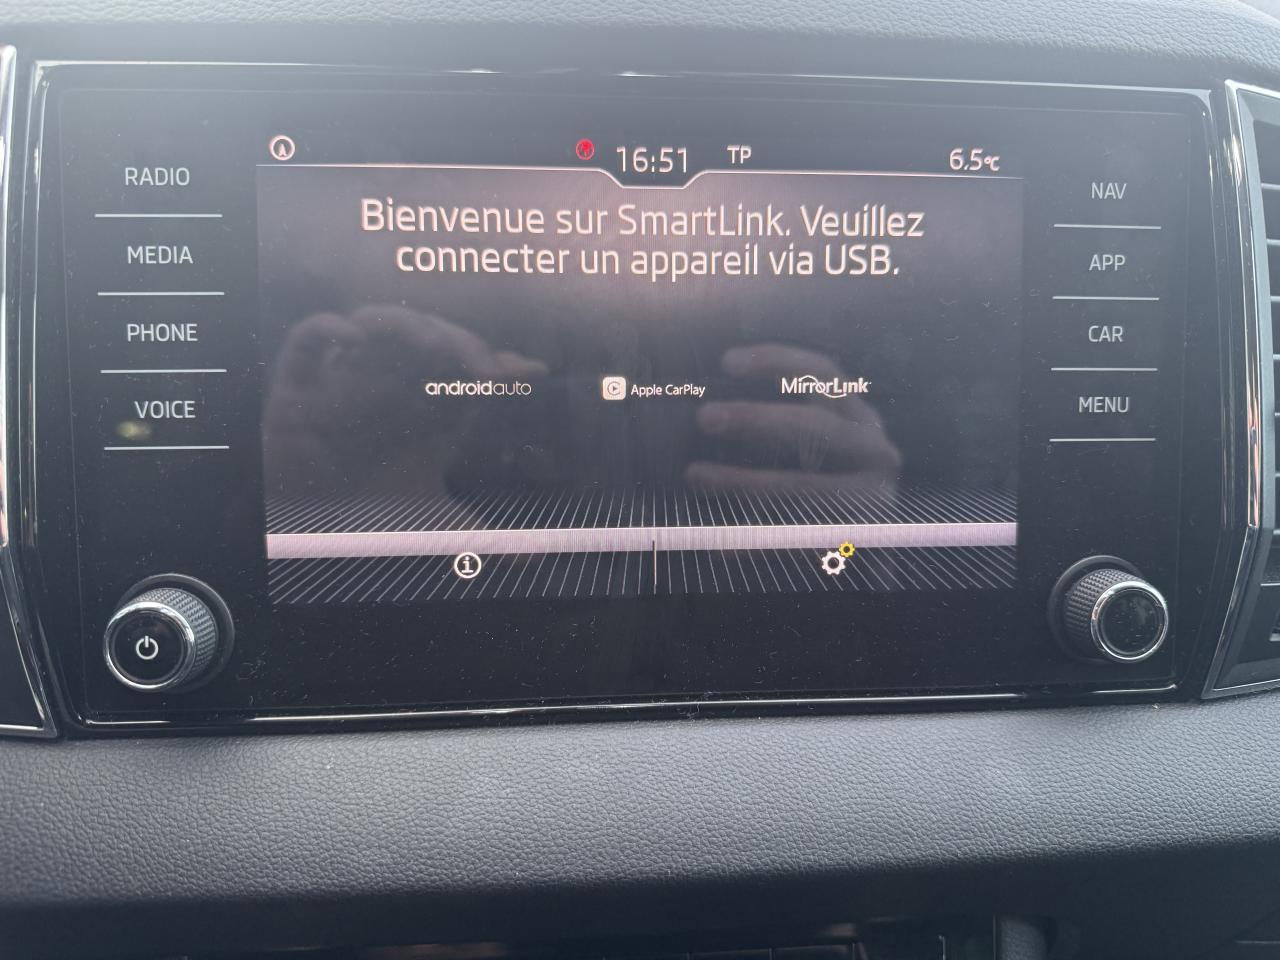 RADIO
MEDIA
PHONE
VOICE
16:51
TP
6.5°C
Bienvenue sur SmartLink. Veuillez
connecter un appareil via USB.
androidauto
Apple CarPlay
MirrorLink
NAV
APP
CAR
MENU